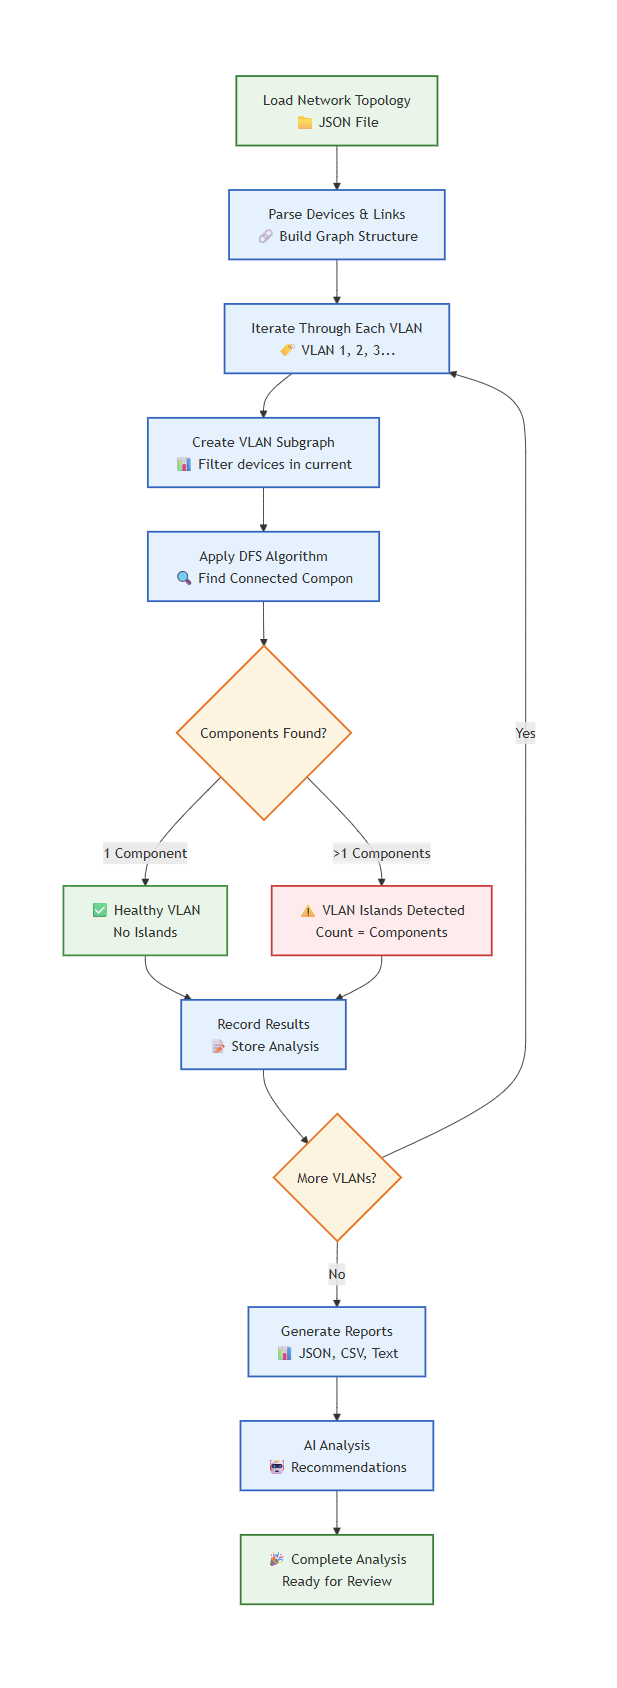 Load Network Topology
📁 JSON File
Parse Devices & Links
🔗 Build Graph Structure
Iterate Through Each VLAN
🏷️ VLAN 1, 2, 3...
Create VLAN Subgraph
📊 Filter devices in current
Apply DFS Algorithm
🔍 Find Connected Compon
Components Found?
1 Component
>1 Components
✅ Healthy VLAN
No Islands
⚠️ VLAN Islands Detected
Count = Components
Record Results
📝 Store Analysis
More VLANs?
Yes
No
Generate Reports
📊 JSON, CSV, Text
AI Analysis
🤖 Recommendations
🎉 Complete Analysis
Ready for Review